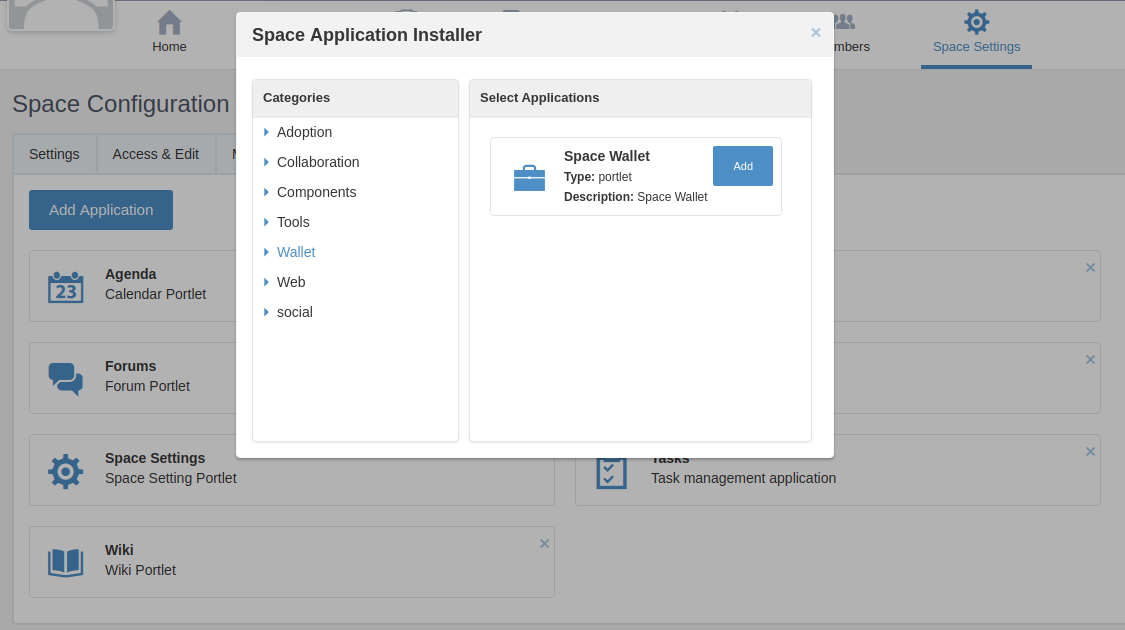 Home
mbers
Space Settings
Space Application Installer
×
Space Configuration
Settings
Access & Edit
Categories
Adoption
Collaboration
Components
Tools
Wallet
Web
social
Select Applications
Space Wallet
Type: portlet
Description: Space Wallet
Add
Add Application
23
Agenda
Calendar Portlet
×
Forums
Forum Portlet
×
Space Settings
Space Setting Portlet
Tasks
Task management application
×
Wiki
Wiki Portlet
×